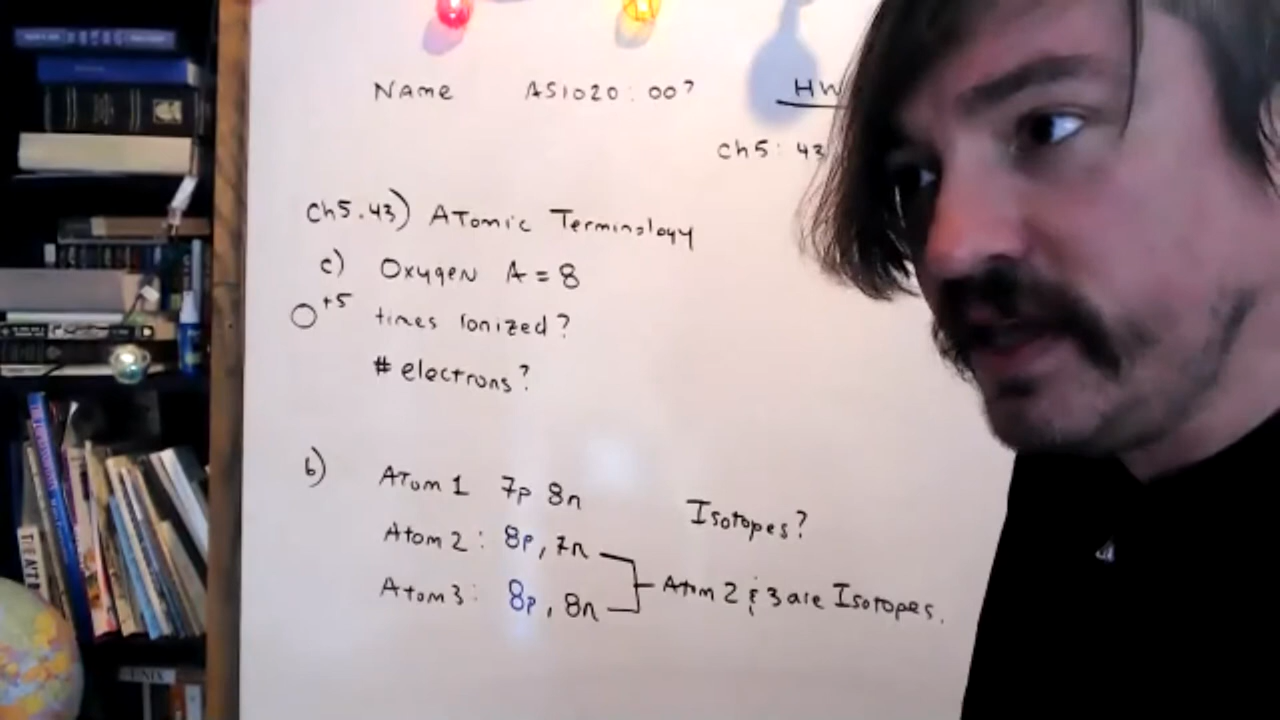 Name AS1020: 007 HW
Ch5: 43
Ch5.43) Atomic Terminology
c) Oxygen A = 8
O+5 times Ionized?
# electrons?
b) Atom 1 7p 8n
Isotopes?
Atom 2: 8p, 7n
Atom 3: 8p, 8n
Atom 2 & 3 are Isotopes.